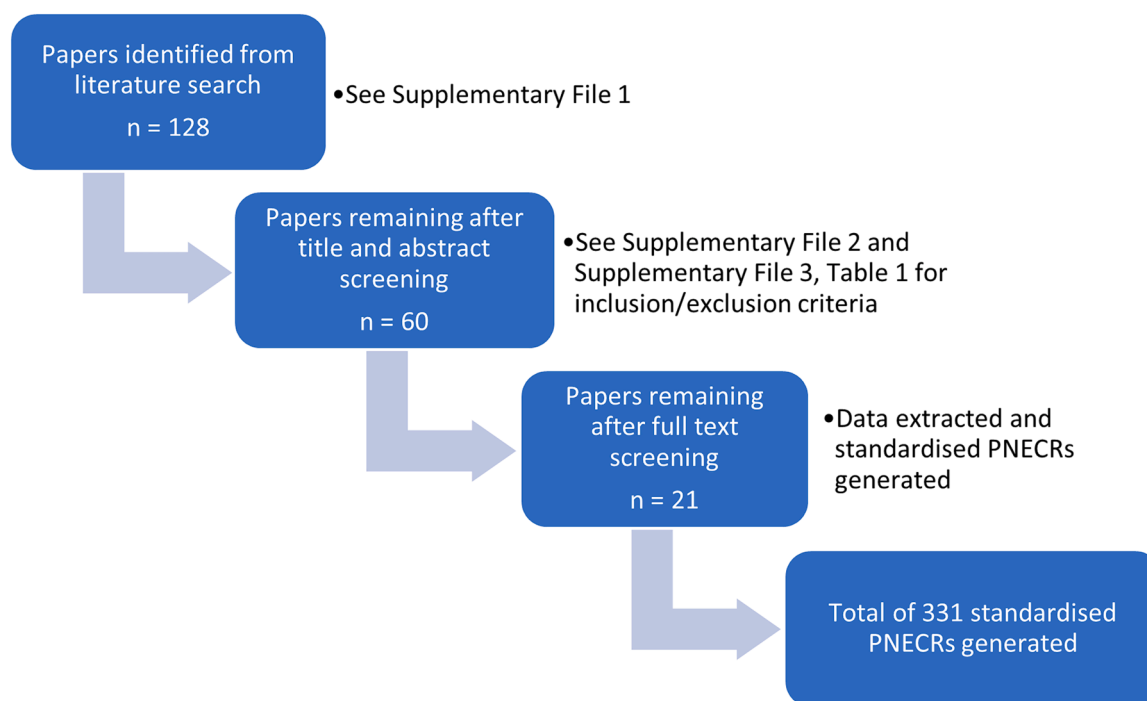 Papers identified from
literature search
n = 128
•See Supplementary File 1
Papers remaining after
title and abstract
screening
n = 60
•See Supplementary File 2 and
Supplementary File 3, Table 1 for
inclusion/exclusion criteria
Papers remaining
after full text
screening
n = 21
•Data extracted and
standardised PNECRs
generated
Total of 331 standardised
PNECRs generated